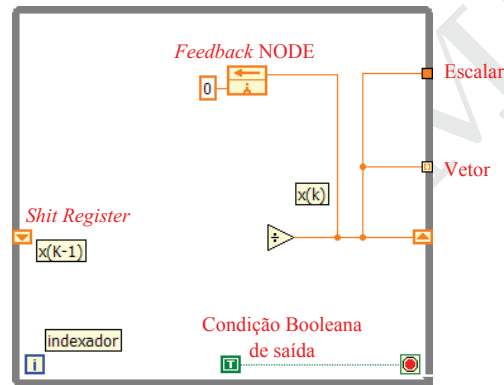 Feedback NODE
0
Escalar
Vetor
x(k)
Shit Register
x(K-1)
÷
Condição Booleana
de saída
indexador
i
T